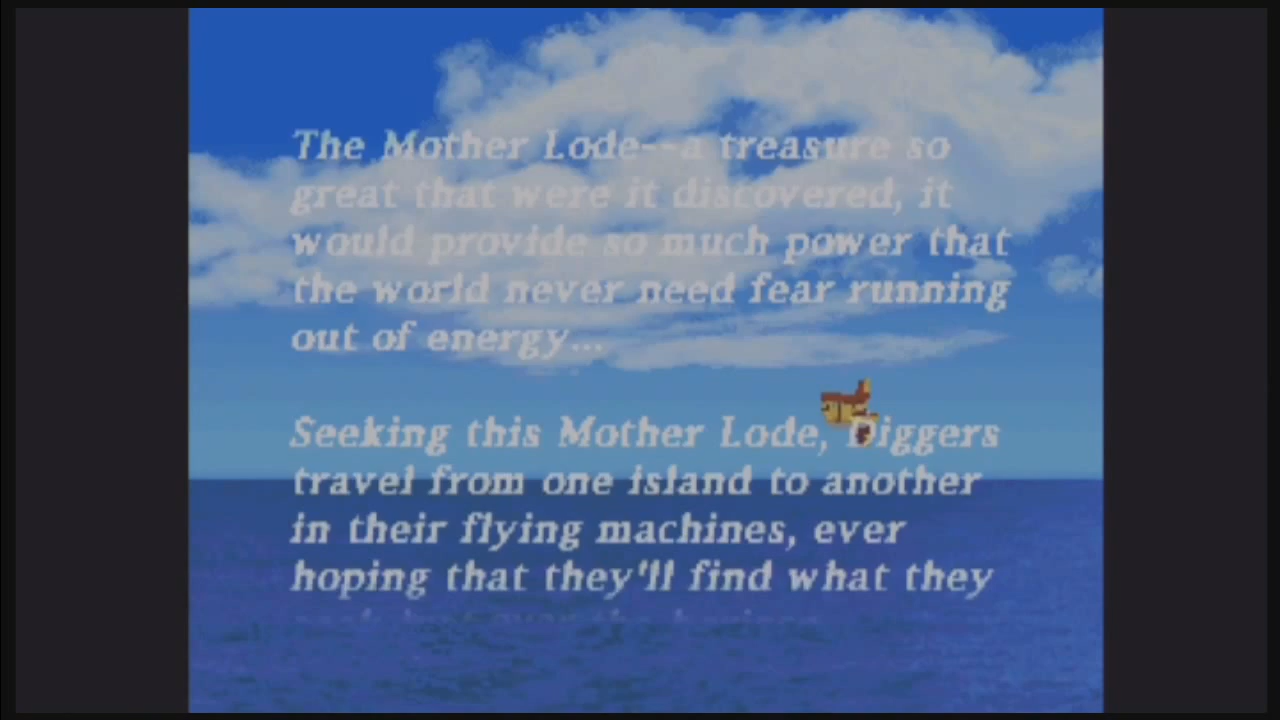 The Mother Lode--a treasure so
great that were it discovered, it
would provide so much power that
the world never need fear running
out of energy...
Seeking this Mother Lode, Diggers
travel from one island to another
in their flying machines, ever
hoping that they'll find what they